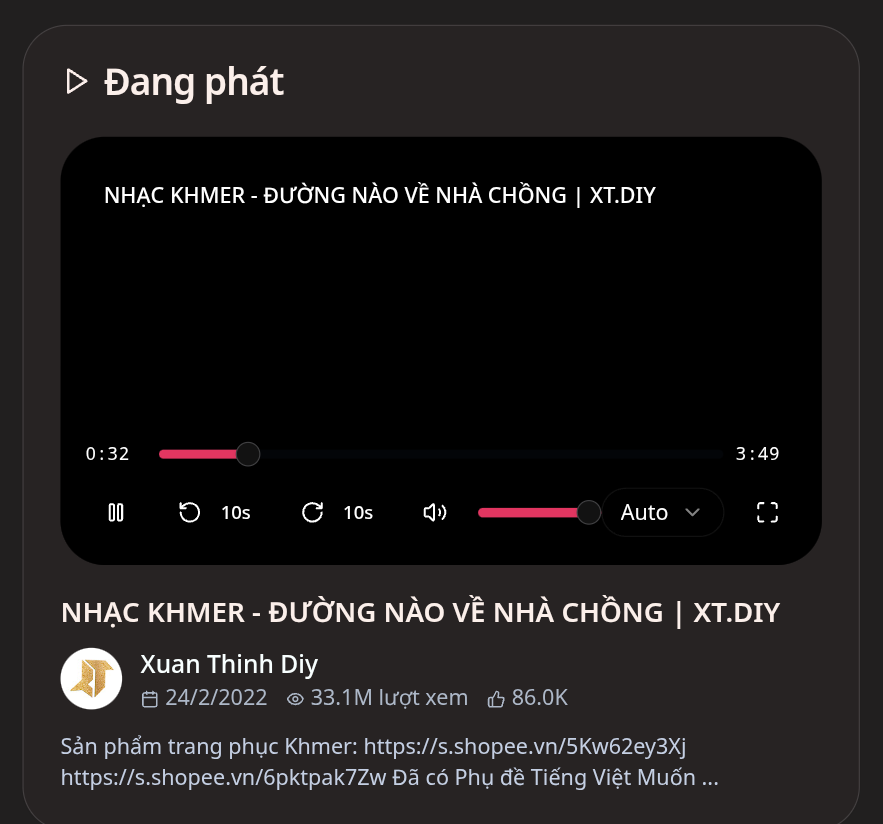 Đang phát
NHẠC KHMER - ĐƯỜNG NÀO VỀ NHÀ CHỒNG | XT.DIY
0:32
3:49
10s
10s
Auto
NHẠC KHMER - ĐƯỜNG NÀO VỀ NHÀ CHỒNG | XT.DIY
Xuan Thinh Diy
24/2/2022 33.1M lượt xem 86.0K
Sản phẩm trang phục Khmer: https://s.shopee.vn/5Kw62ey3Xj
https://s.shopee.vn/6pktpak7Zw Đã có Phụ đề Tiếng Việt Muốn ...